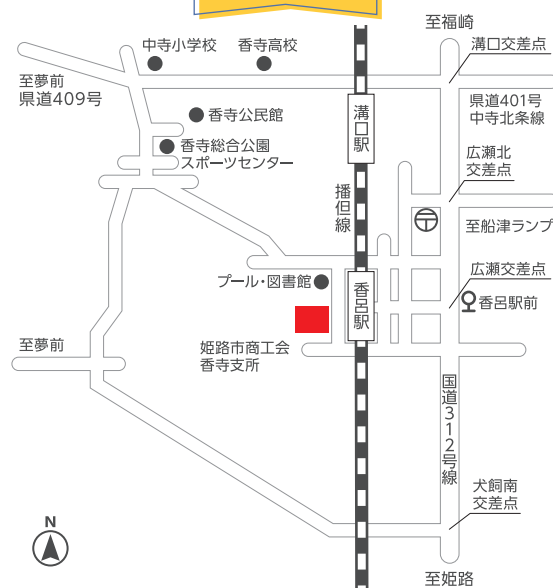 至福崎
中寺小学校
香寺高校
溝口交差点
至夢前
県道409号
県道401号
中寺北条線
香寺公民館
溝口駅
香寺総合公園
スポーツセンター
広瀬北
交差点
播但線
至船津ランプ
プール・図書館
広瀬交差点
香呂駅
香呂駅前
至夢前
姫路市商工会
香寺支所
国道312号線
犬飼南
交差点
N
至姫路